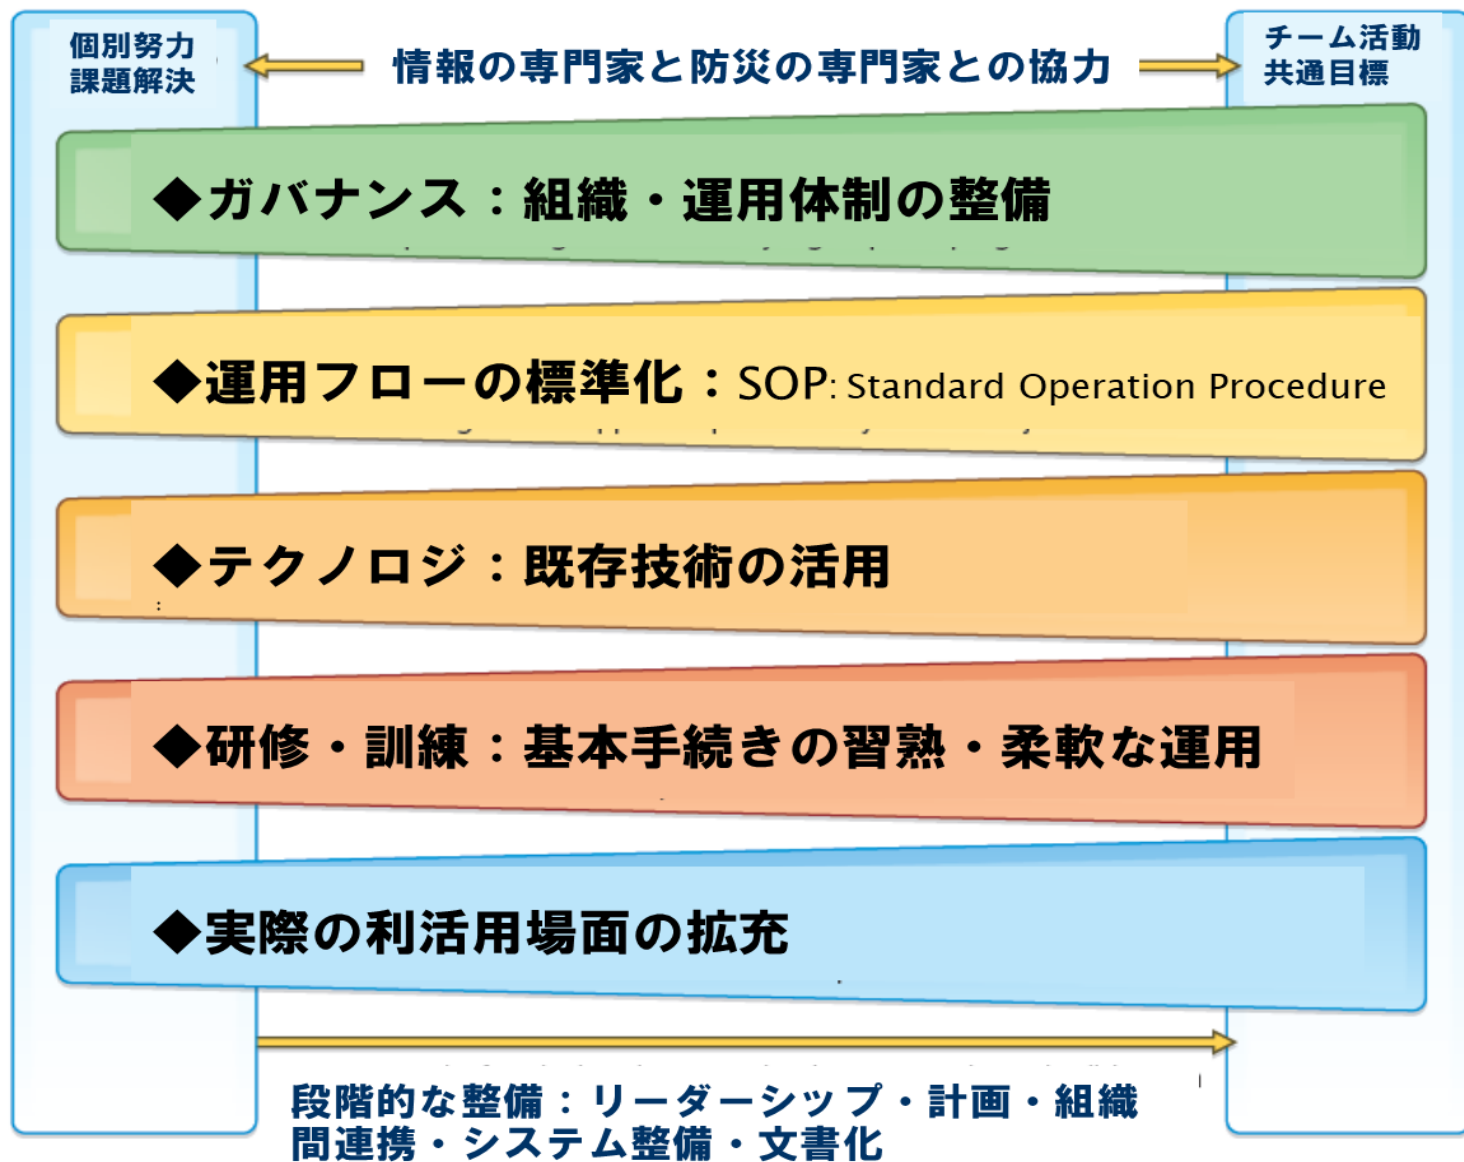 個別努力
課題解決
情報の専門家と防災の専門家との協力
チーム活動
共通目標
◆ガバナンス：組織・運用体制の整備
◆運用フローの標準化：SOP: Standard Operation Procedure
◆テクノロジ：既存技術の活用
:
◆研修・訓練：基本手続きの習熟・柔軟な運用
◆実際の利活用場面の拡充
段階的な整備：リーダーシップ・計画・組織
間連携・システム整備・文書化